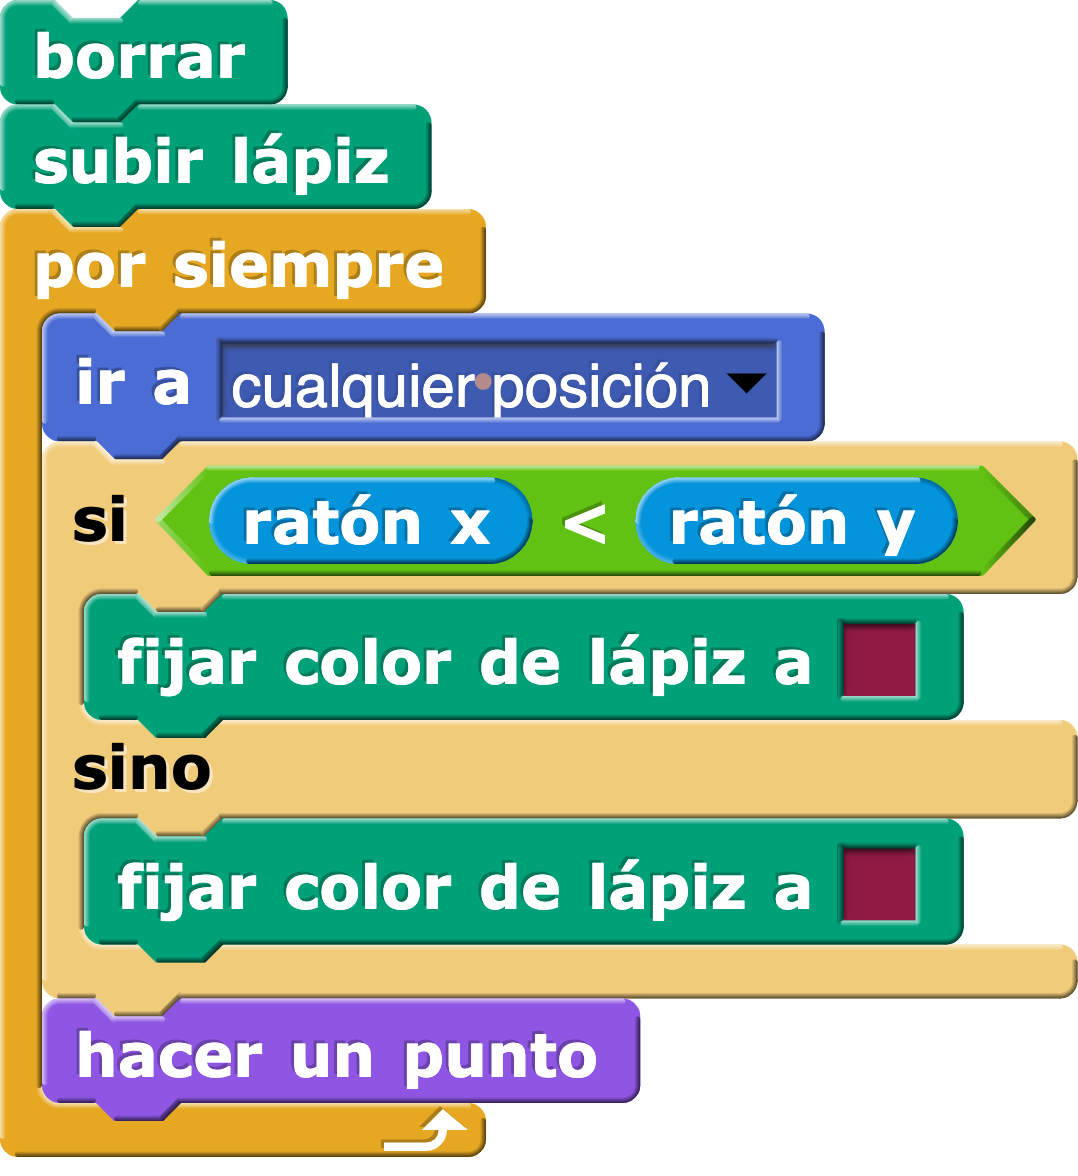 borrar
subir lápiz
por siempre
ir a cualquier posición
si ratón x < ratón y
fijar color de lápiz a
sino
fijar color de lápiz a
hacer un punto